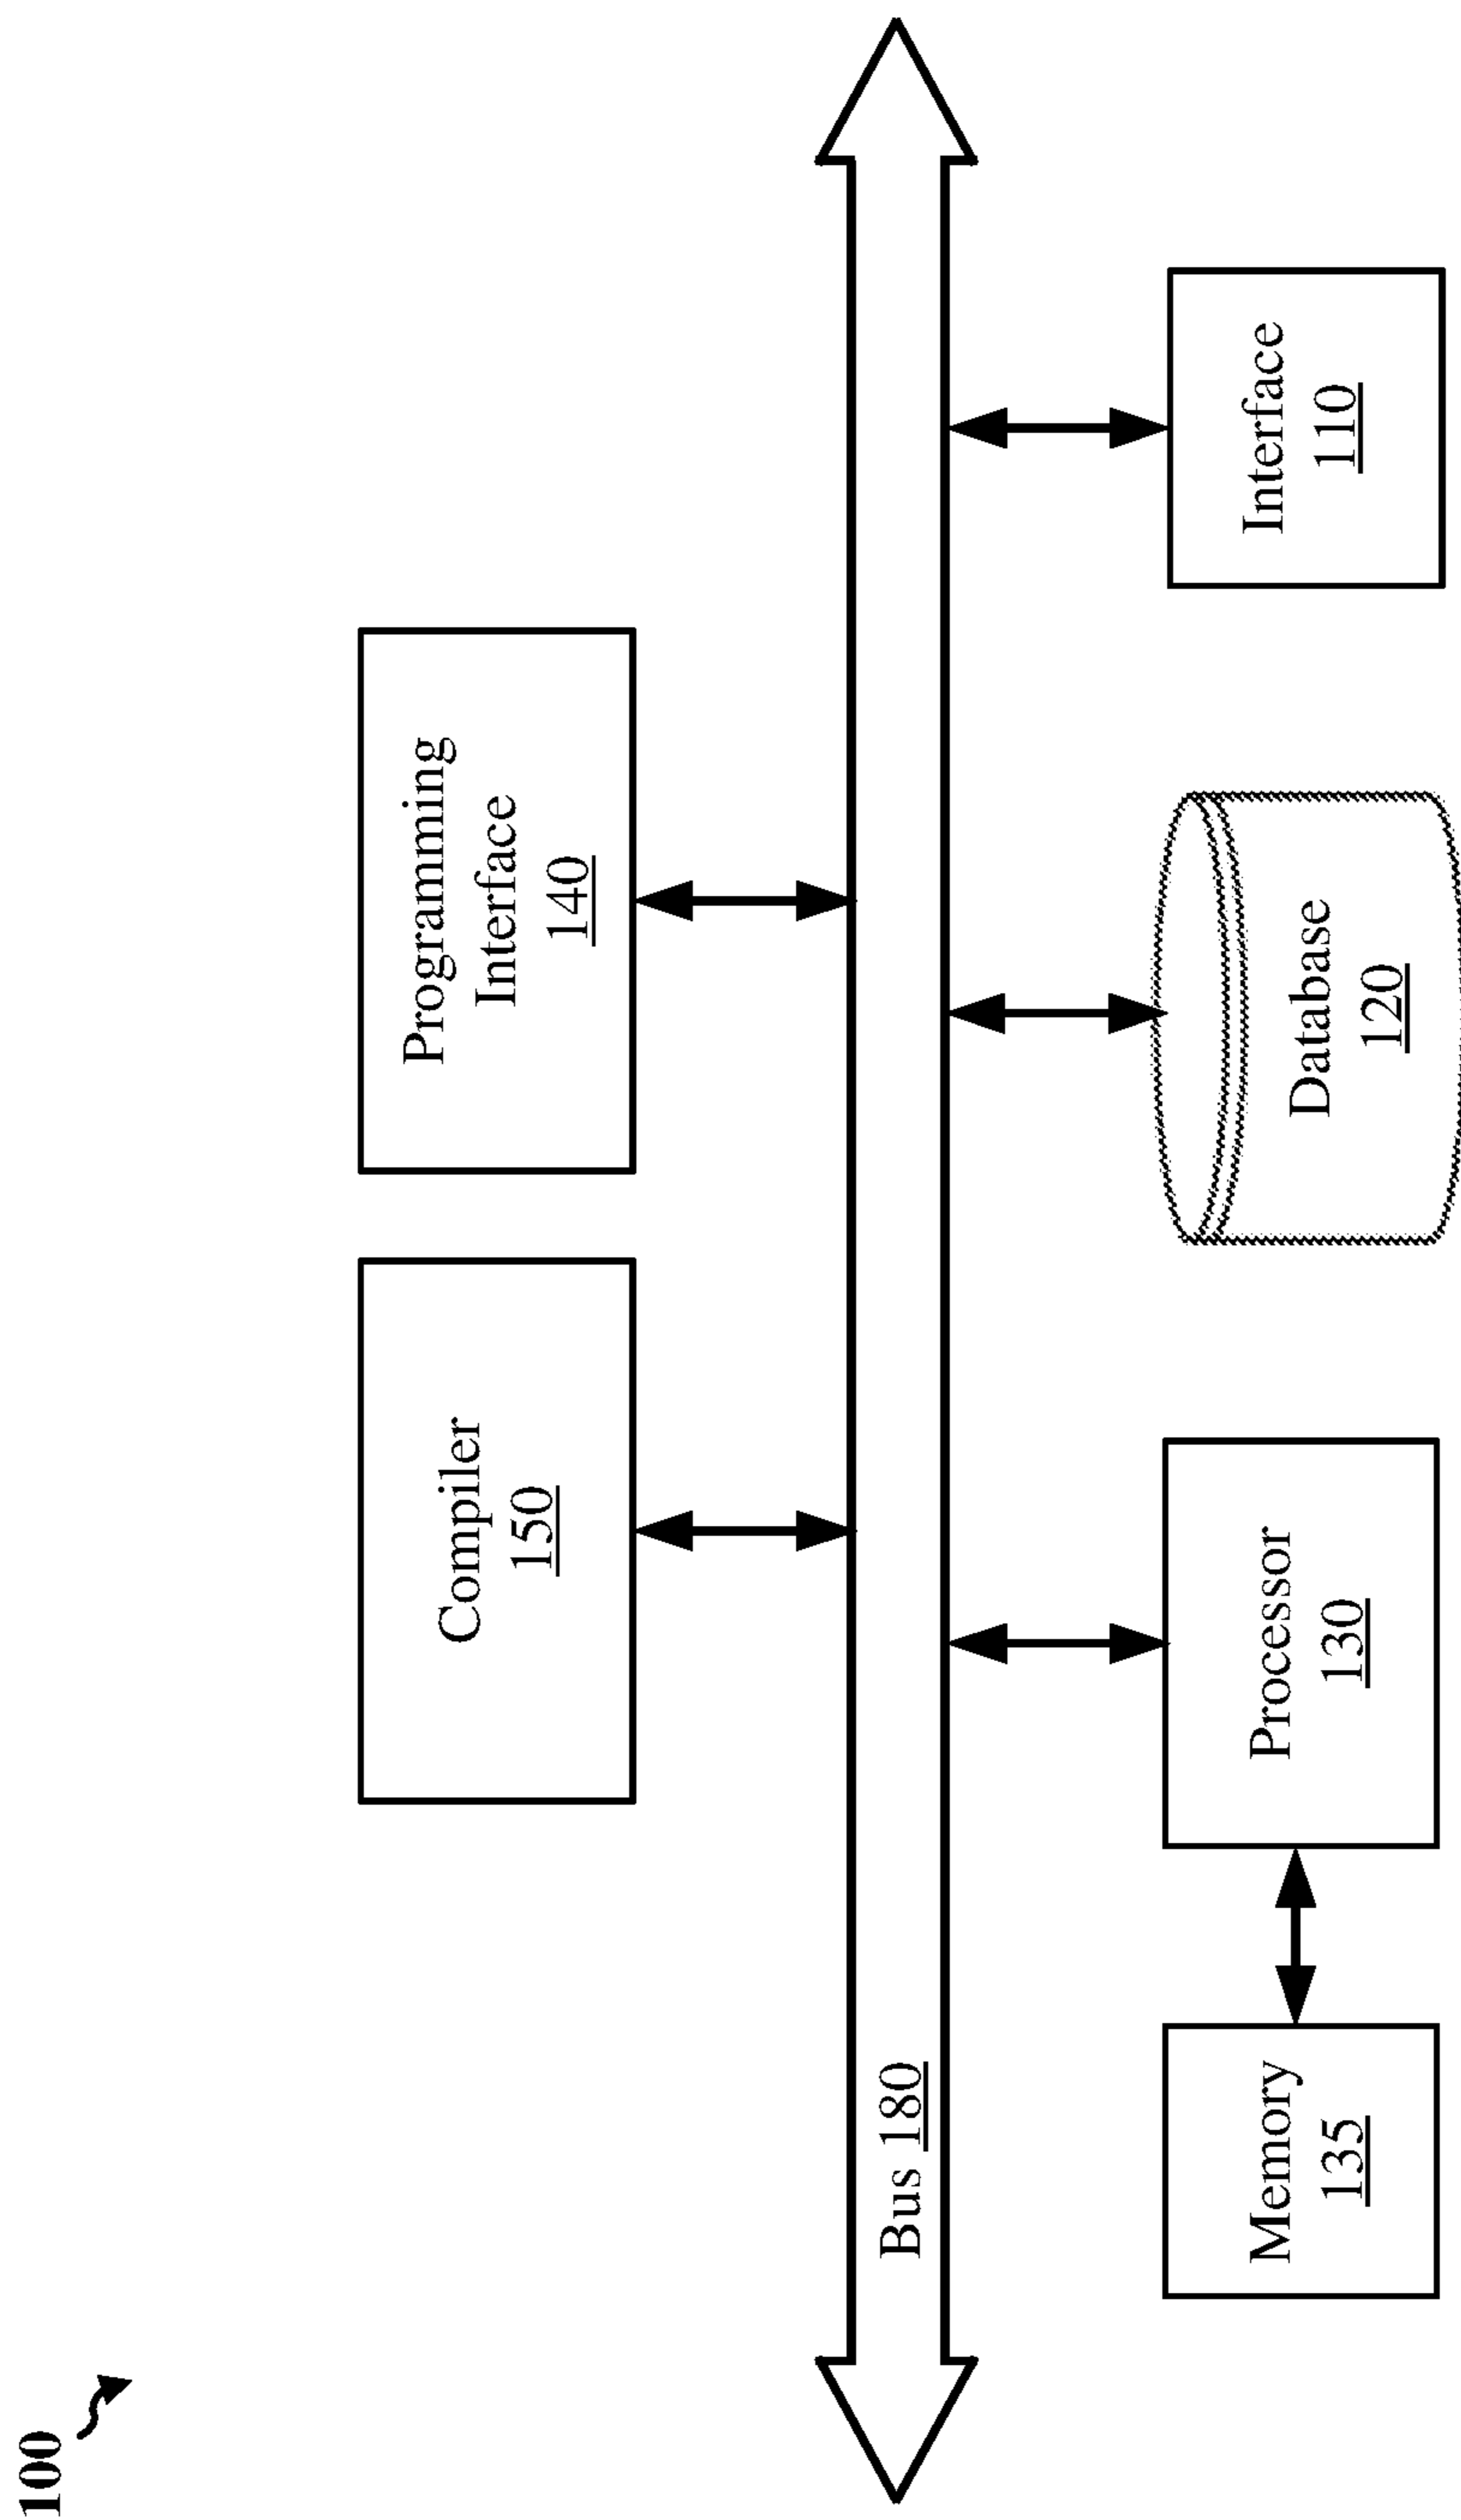 100
Compiler
150
Programming
Interface
140
Bus 180
Memory
135
Processor
130
Database
120
Interface
110